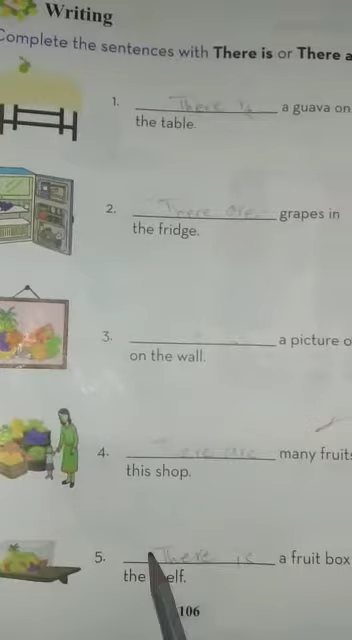 Writing
Complete the sentences with There is or There a
1. There is a guava on
the table.
2. There are grapes in
the fridge.
3. a picture o
on the wall.
4. There are many fruits
this shop.
5. There is a fruit box
the elf.
106